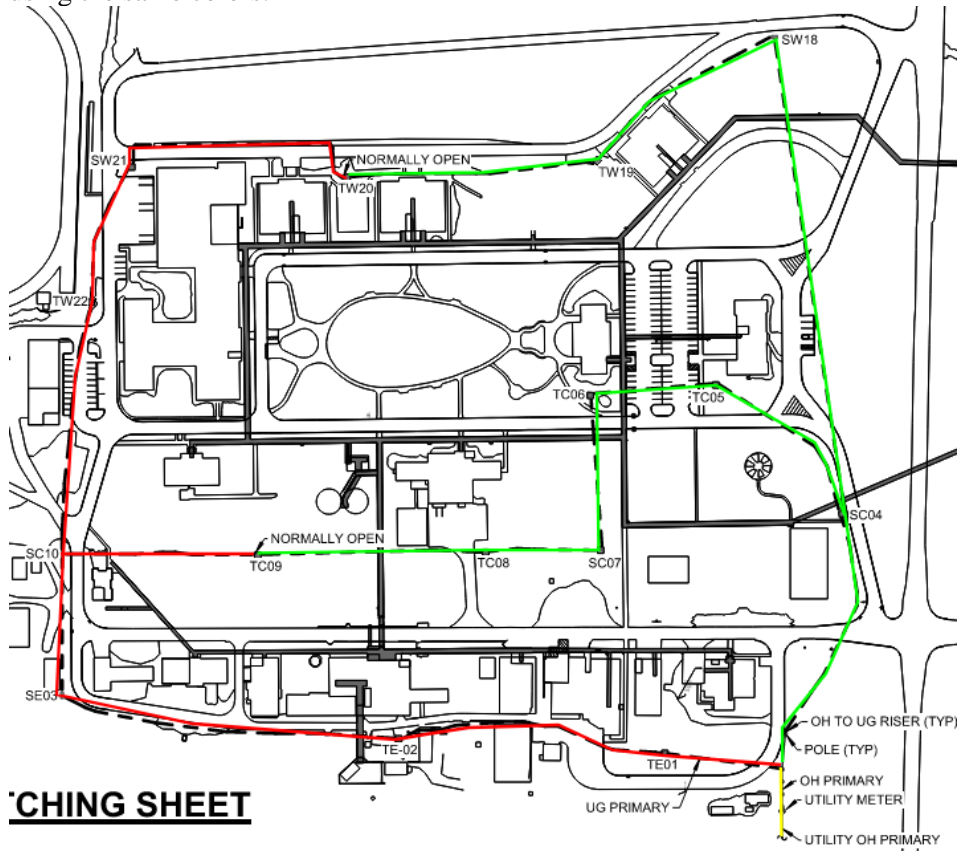 SW18
SW21
NORMALLY OPEN
TW19
TW20
TW22
TC06
TC05
SC04
NORMALLY OPEN
SC10
TC09
TC08
SC07
SE03
OH TO UG RISER (TYP)
TE-02
POLE (TYP)
TE01
OH PRIMARY
TCHING SHEET
UG PRIMARY
UTILITY METER
UTILITY OH PRIMARY